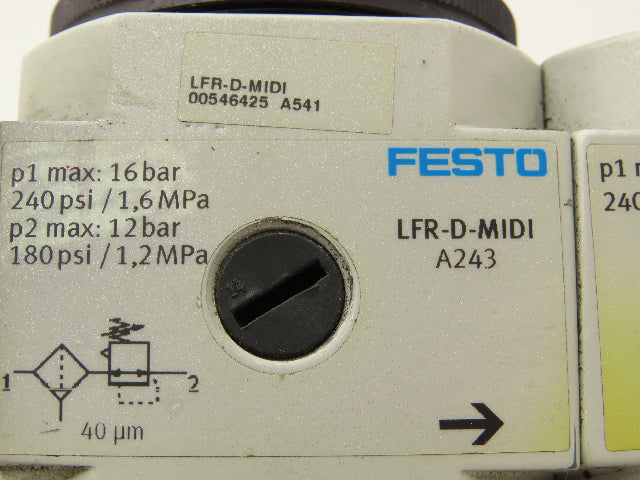 LFR-D-MIDI
00546425 A541
FESTO
p1 max: 16 bar
240 psi / 1,6 MPa
p2 max: 12 bar
180 psi / 1,2 MPa
LFR-D-MIDI
A243
1
2
40 µm
p1
240